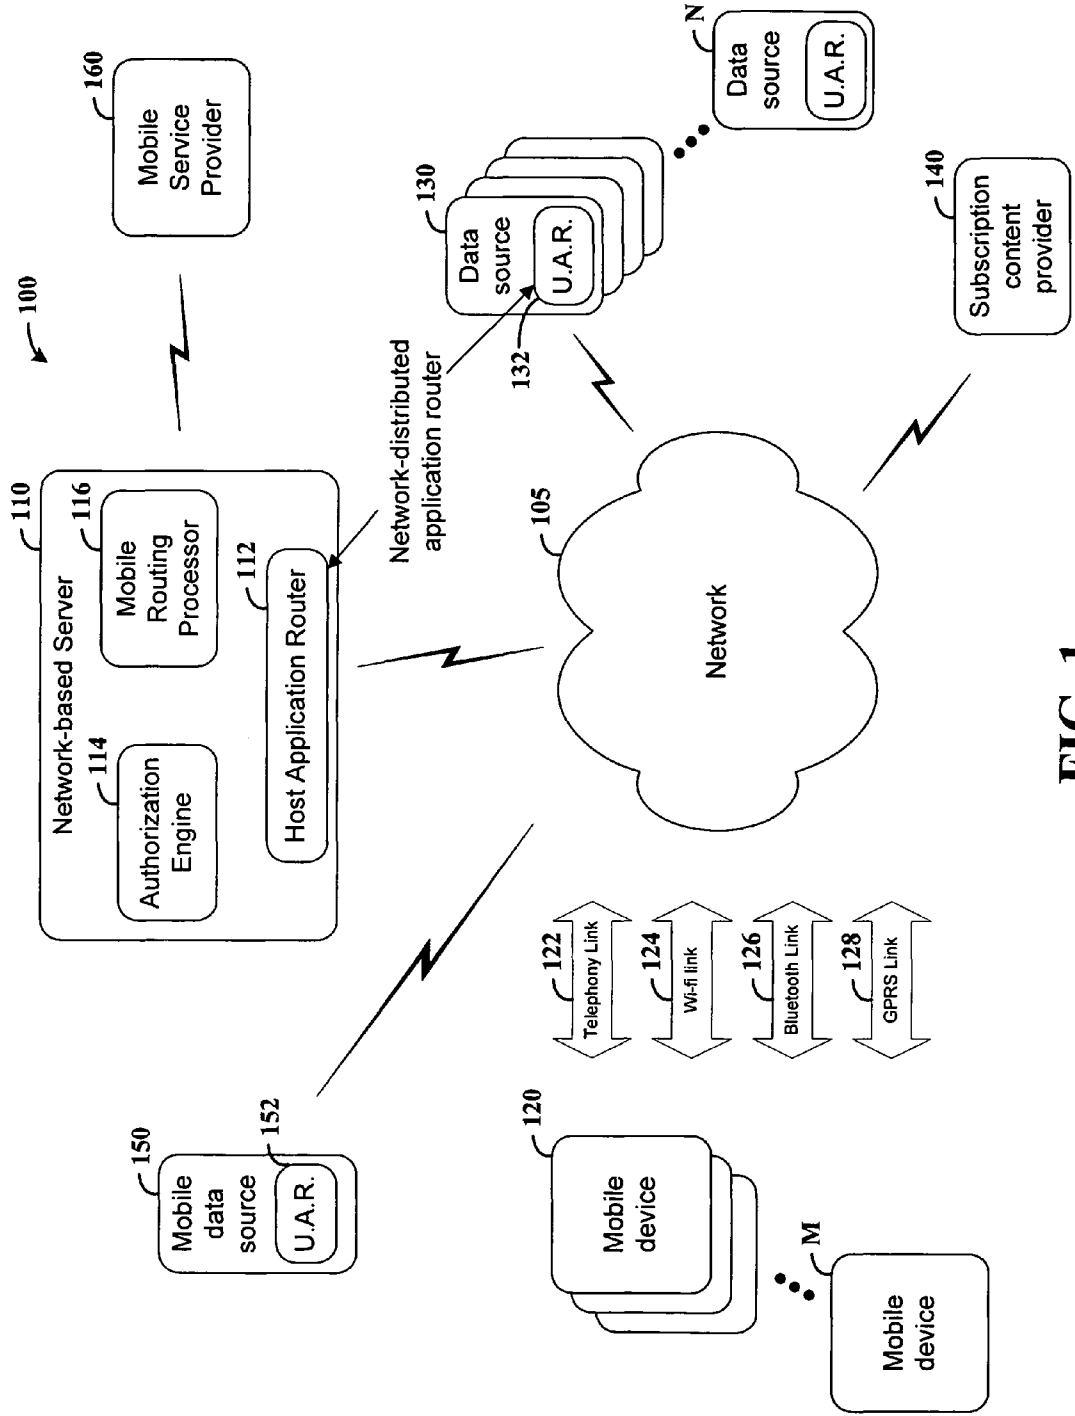 100
110
Network-based Server
114
Authorization
Engine
116
Mobile
Routing
Processor
112
Host Application Router
160
Mobile
Service
Provider
150
Mobile
data
source
152
U.A.R.
Network-distributed
application router
130
Data
source
U.A.R.
132
N
Data
source
U.A.R.
105
Network
120
Mobile
device
M
Mobile
device
122
Telephony Link
124
Wi-fi link
126
Bluetooth Link
128
GPRS Link
140
Subscription
content
provider
FIG. 1